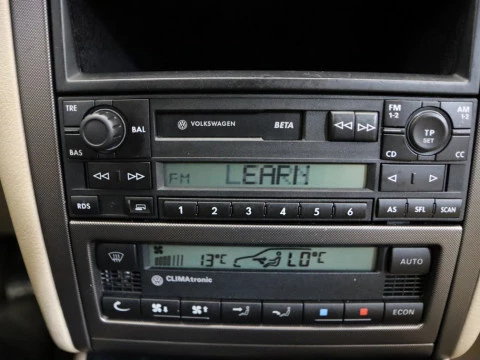 TRE
BAL
BAS
VOLKSWAGEN BETA
FM 1-2
AM 1-2
TP SET
CD CC
FM LEARN
RDS
1 2 3 4 5 6
AS SFL SCAN
13°C LO°C
AUTO
CLIMAtronic
ECON